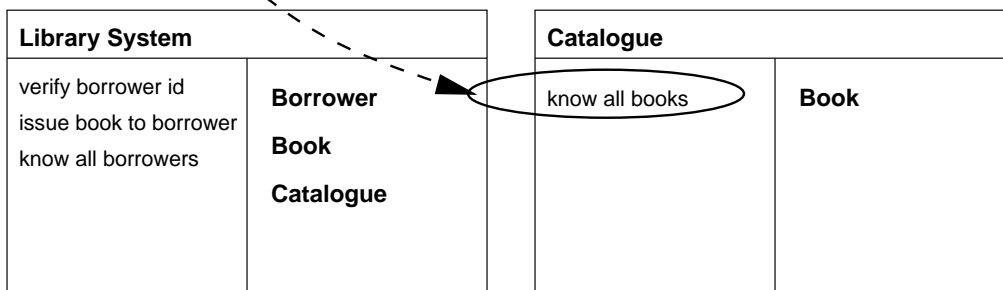 Library System
verify borrower id
issue book to borrower
know all borrowers
Borrower
Book
Catalogue
Catalogue
know all books
Book